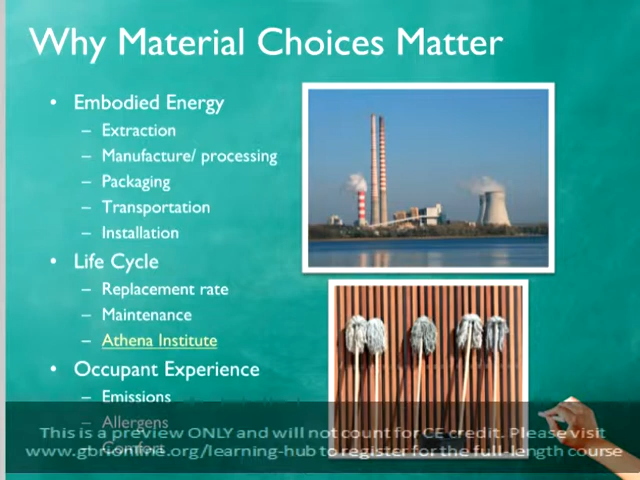 Why Material Choices Matter
• Embodied Energy
– Extraction
– Manufacture/ processing
– Packaging
– Transportation
– Installation
• Life Cycle
– Replacement rate
– Maintenance
– Athena Institute
• Occupant Experience
– Emissions
– Allergens
– Comfort
This is a preview ONLY and will not count for CE credit. Please visit
www.gbrionline.org/learning-hub to register for the full-length course